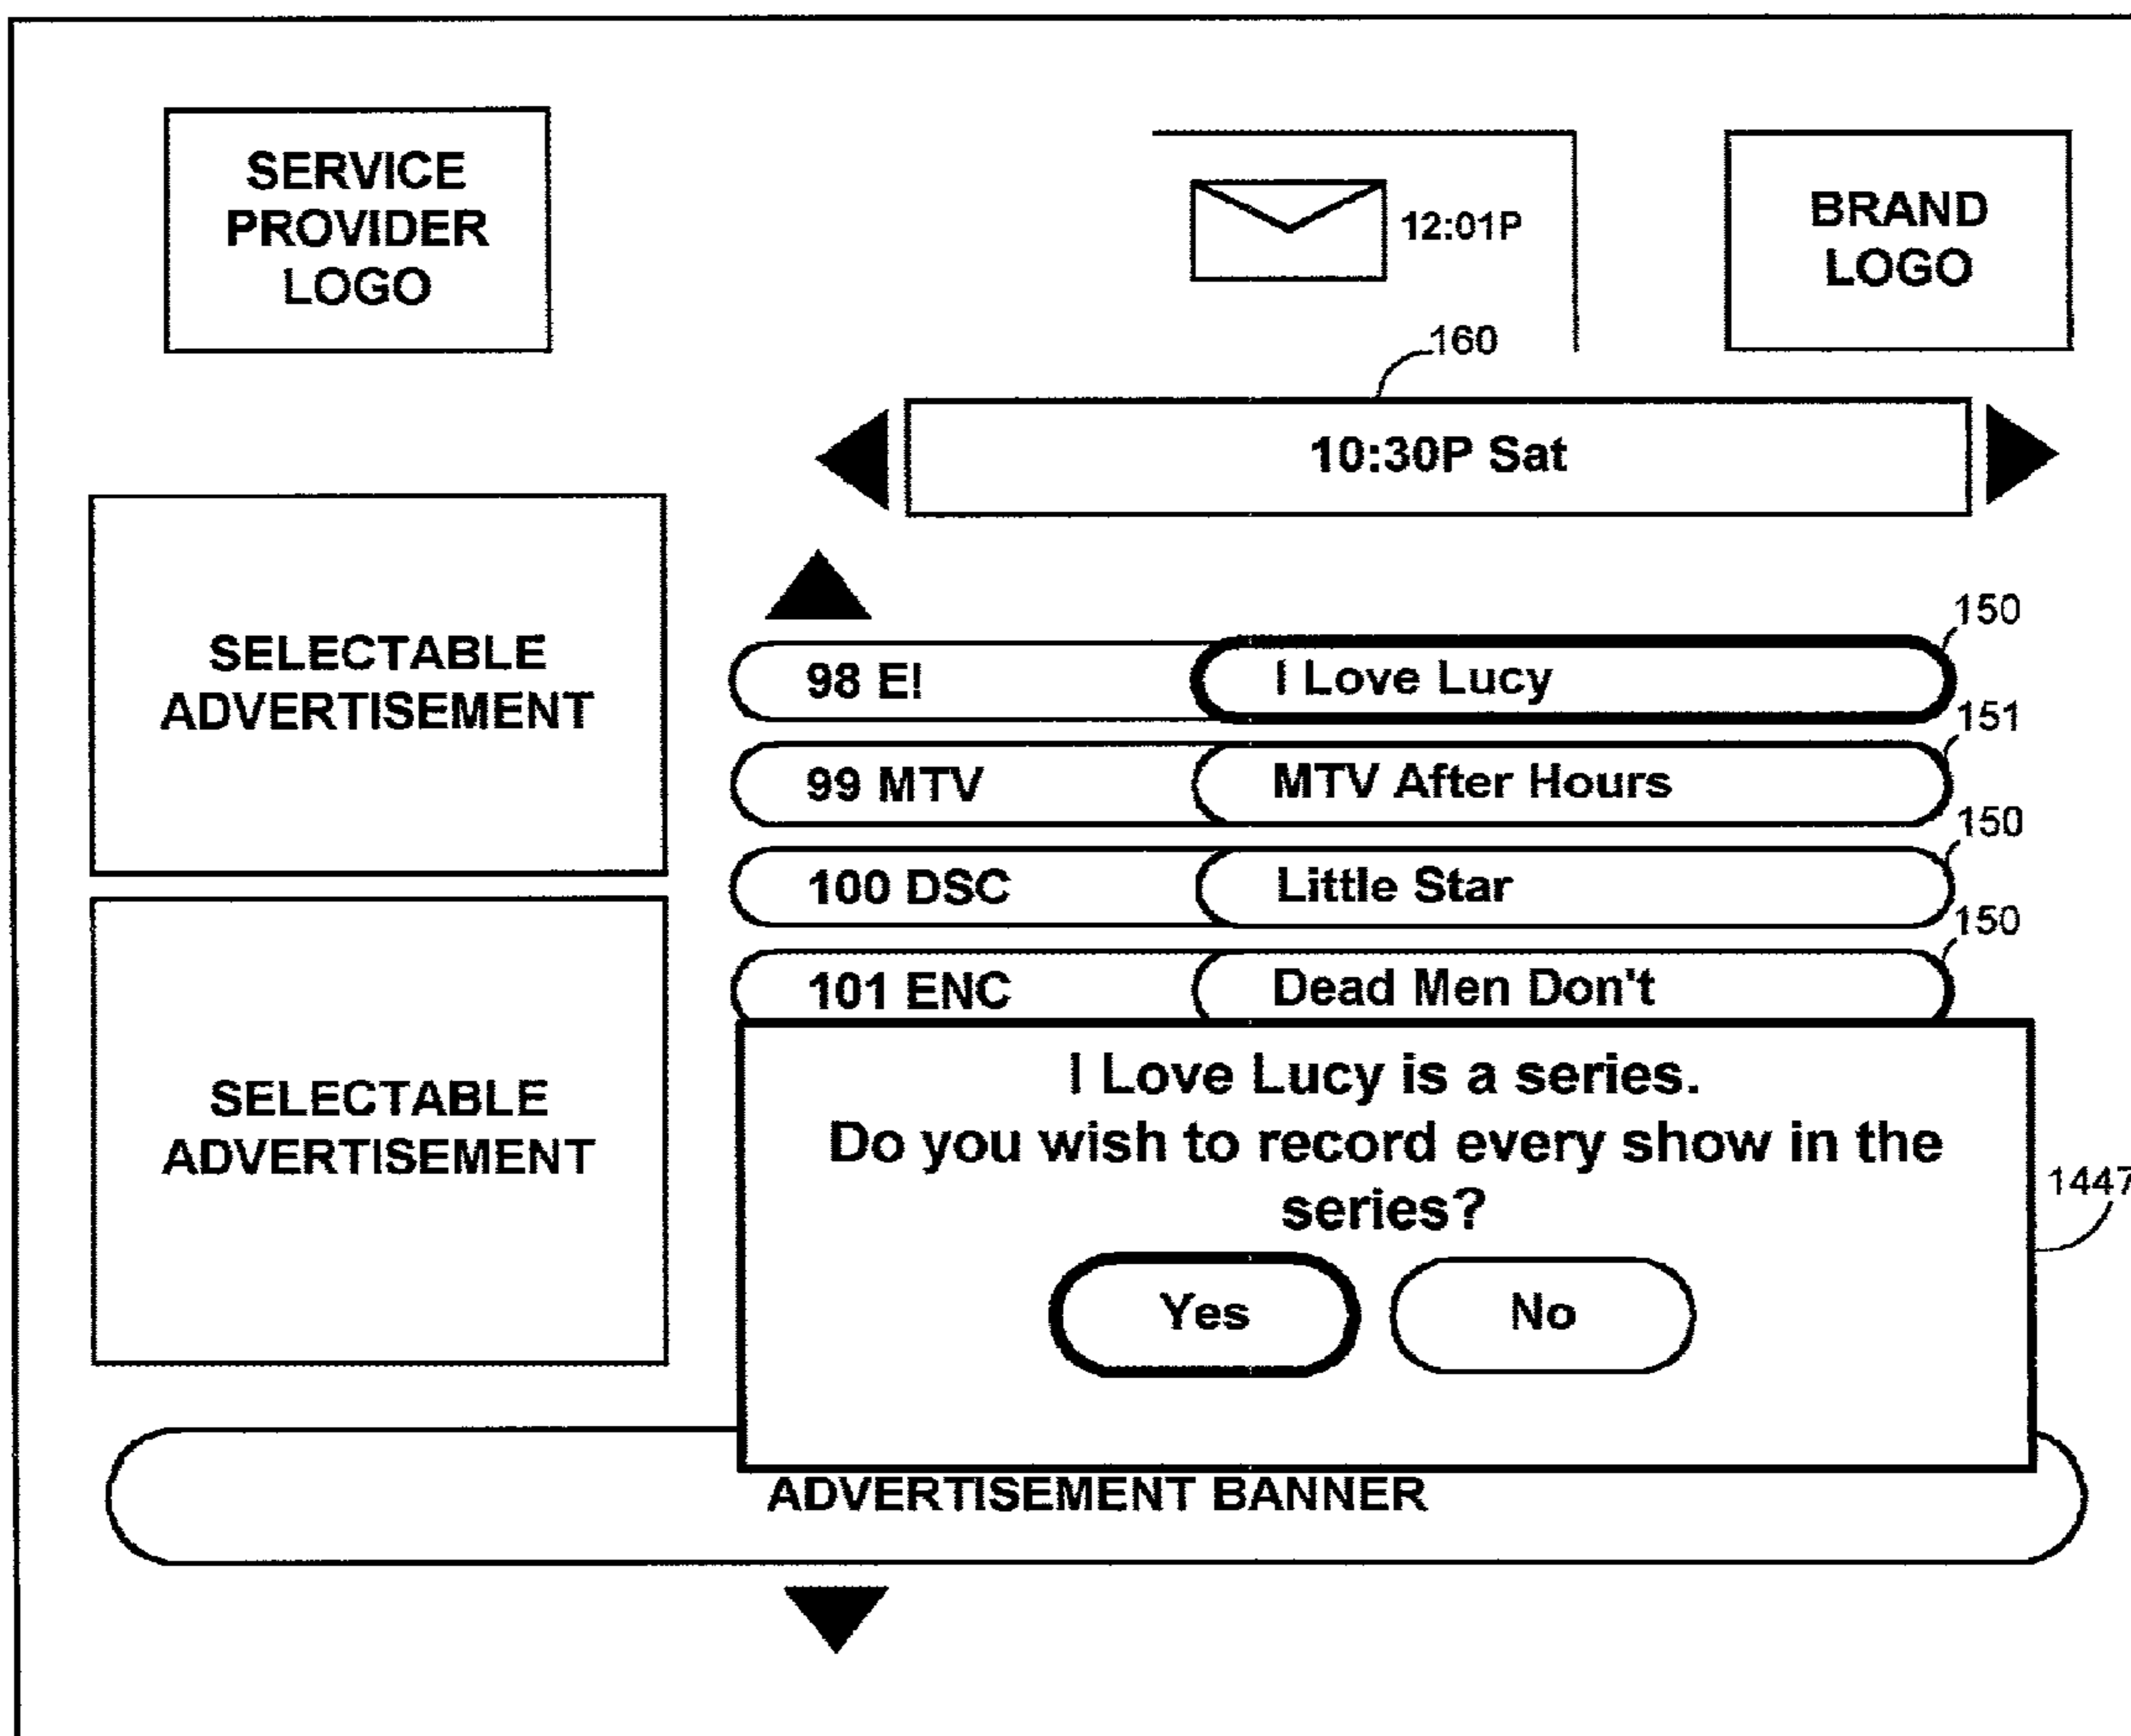 SERVICE
PROVIDER
LOGO
12:01P
BRAND
LOGO
160
10:30P Sat
SELECTABLE
ADVERTISEMENT
150
98 E! I Love Lucy
151
99 MTV MTV After Hours
150
100 DSC Little Star
150
101 ENC Dead Men Don't
SELECTABLE
ADVERTISEMENT
I Love Lucy is a series.
Do you wish to record every show in the
series?
1447
Yes No
ADVERTISEMENT BANNER